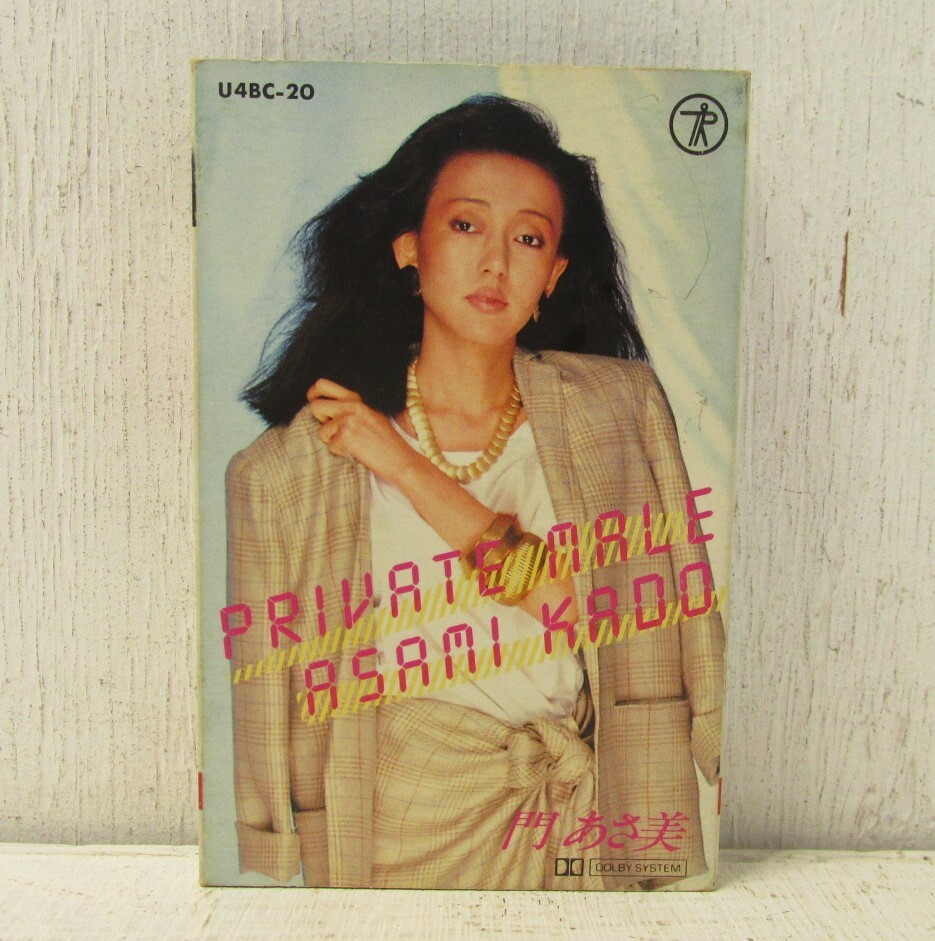 U4BC-20
PRIVATE MALE
ASAMI KADO
門 あさ美
DOLBY SYSTEM